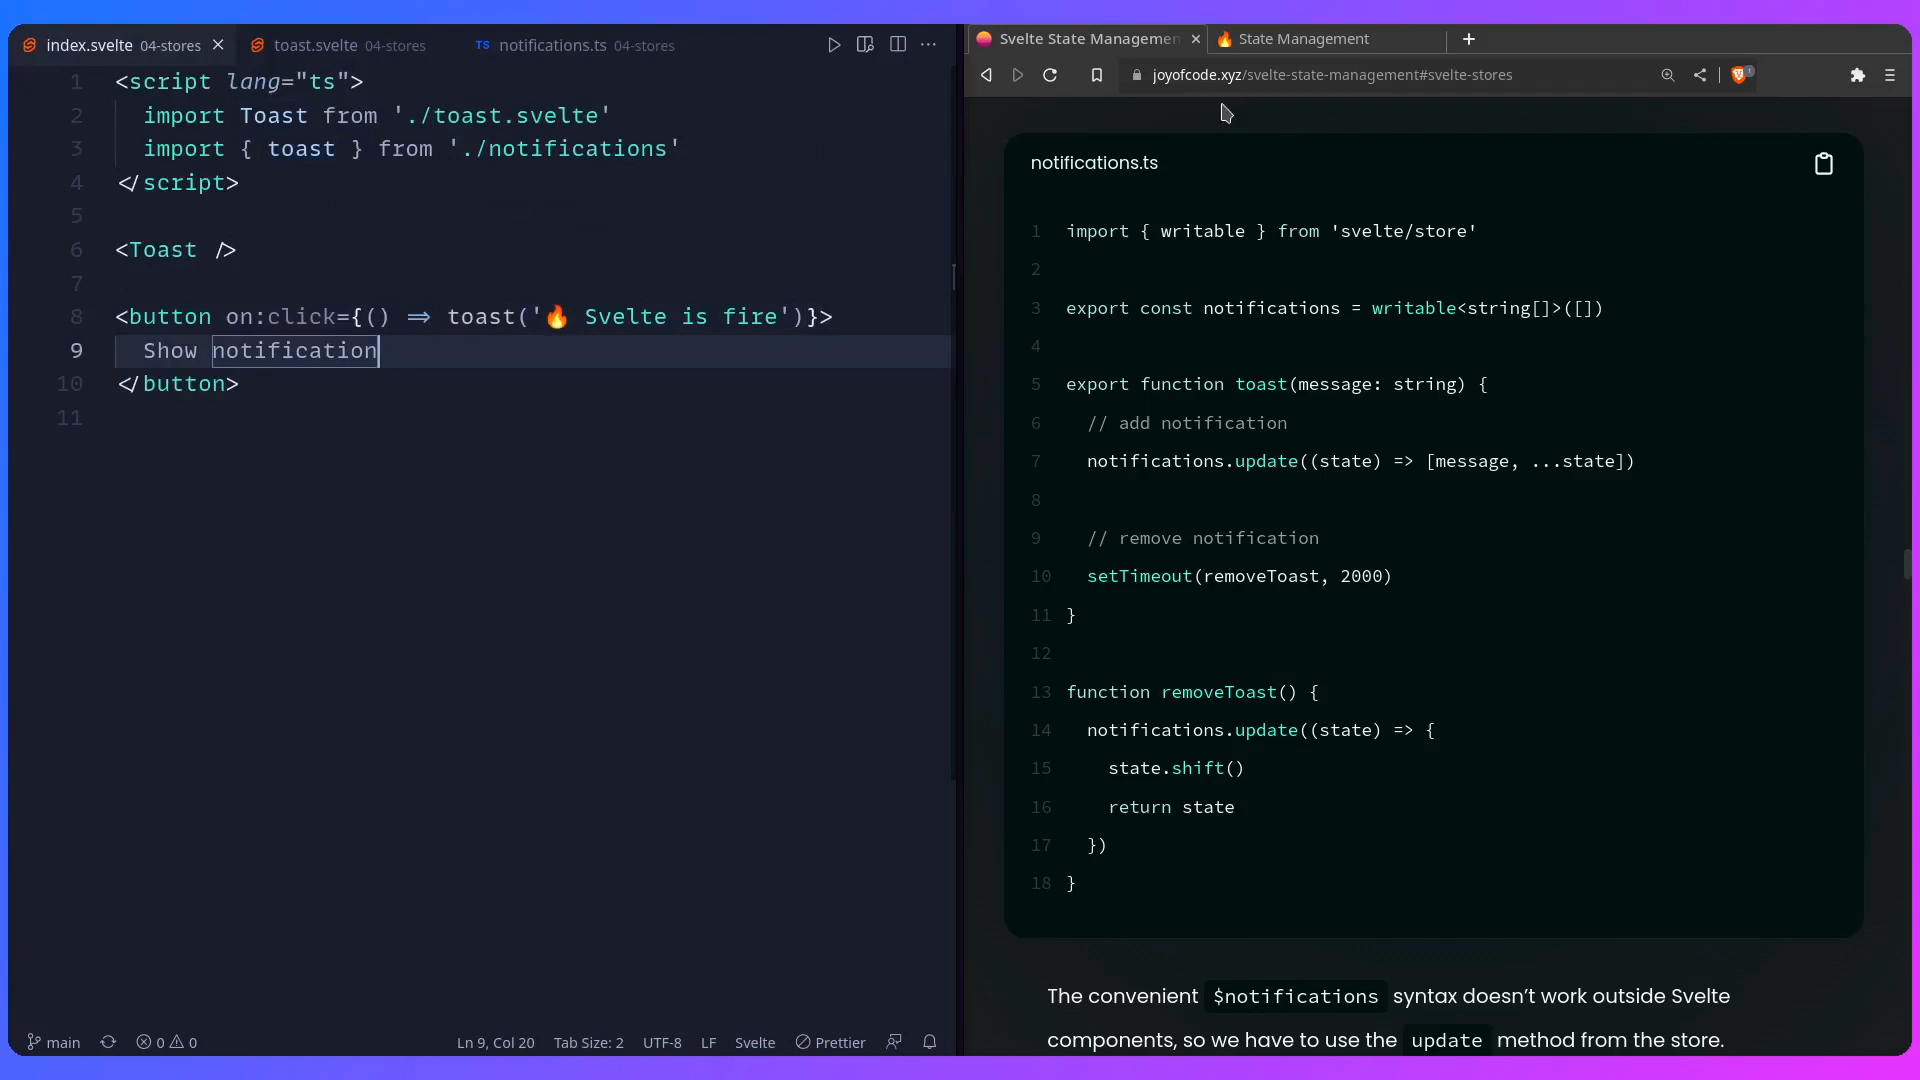 index.svelte 04-stores
toast.svelte 04-stores
TS notifications.ts 04-stores
1 <script lang="ts">
2 import Toast from './toast.svelte'
3 import { toast } from './notifications'
4 </script>
5
6 <Toast />
7
8 <button on:click={() => toast('🔥 Svelte is fire')}>
9 Show notification
10 </button>
11
main 0 0 Ln 9, Col 20 Tab Size: 2 UTF-8 LF Svelte Prettier
Svelte State Managemen
🔥 State Management
joyofcode.xyz/svelte-state-management#svelte-stores
1
notifications.ts
1 import { writable } from 'svelte/store'
2
3 export const notifications = writable<string[]>([])
4
5 export function toast(message: string) {
6 // add notification
7 notifications.update((state) => [message, ...state])
8
9 // remove notification
10 setTimeout(removeToast, 2000)
11 }
12
13 function removeToast() {
14 notifications.update((state) => {
15 state.shift()
16 return state
17 })
18 }
The convenient $notifications syntax doesn't work outside Svelte
components, so we have to use the update method from the store.